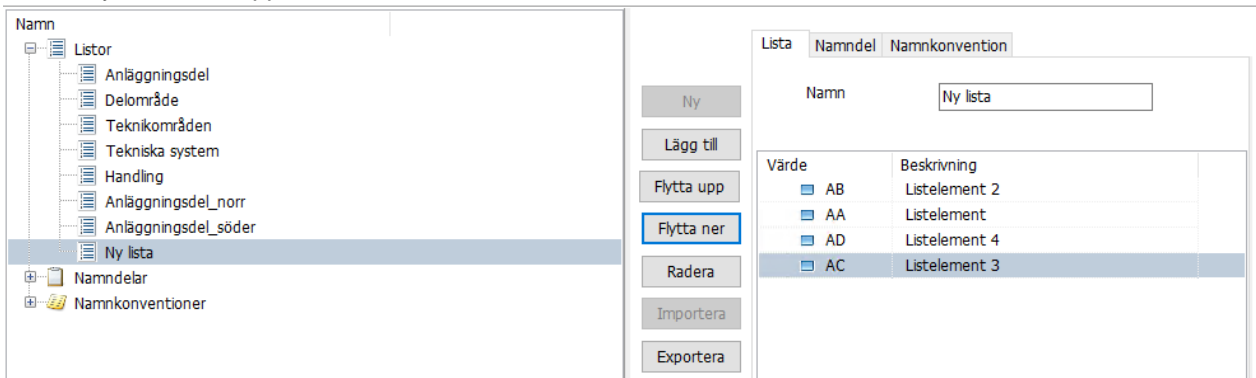 Namn
Listor
Anläggningsdel
Delområde
Teknikområden
Tekniska system
Handling
Anläggningsdel_norr
Anläggningsdel_söder
Ny lista
Namndelar
Namnkonventioner
Ny
Lägg till
Flytta upp
Flytta ner
Radera
Importera
Exportera
Lista Namndel Namnkonvention
Namn Ny lista
Värde Beskrivning
AB Listelement 2
AA Listelement
AD Listelement 4
AC Listelement 3